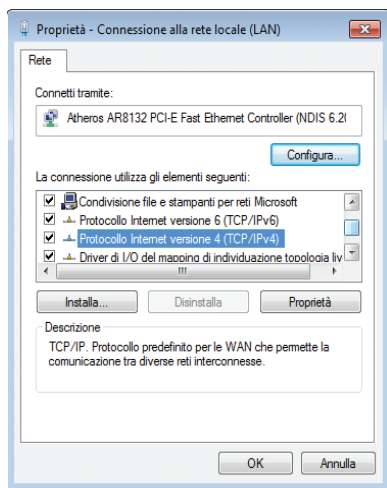 Proprietà - Connessione alla rete locale (LAN)
Rete
Connetti tramite:
Atheros AR8132 PCI-E Fast Ethernet Controller (NDIS 6.20
Configura...
La connessione utilizza gli elementi seguenti:
Condivisione file e stampanti per reti Microsoft
Protocollo Internet versione 6 (TCP/IPv6)
Protocollo Internet versione 4 (TCP/IPv4)
Driver di I/O del mapping di individuazione topologia liv
Installa... Disinstalla Proprietà
Descrizione
TCP/IP. Protocollo predefinito per le WAN che permette la
comunicazione tra diverse reti interconnesse.
OK Annulla